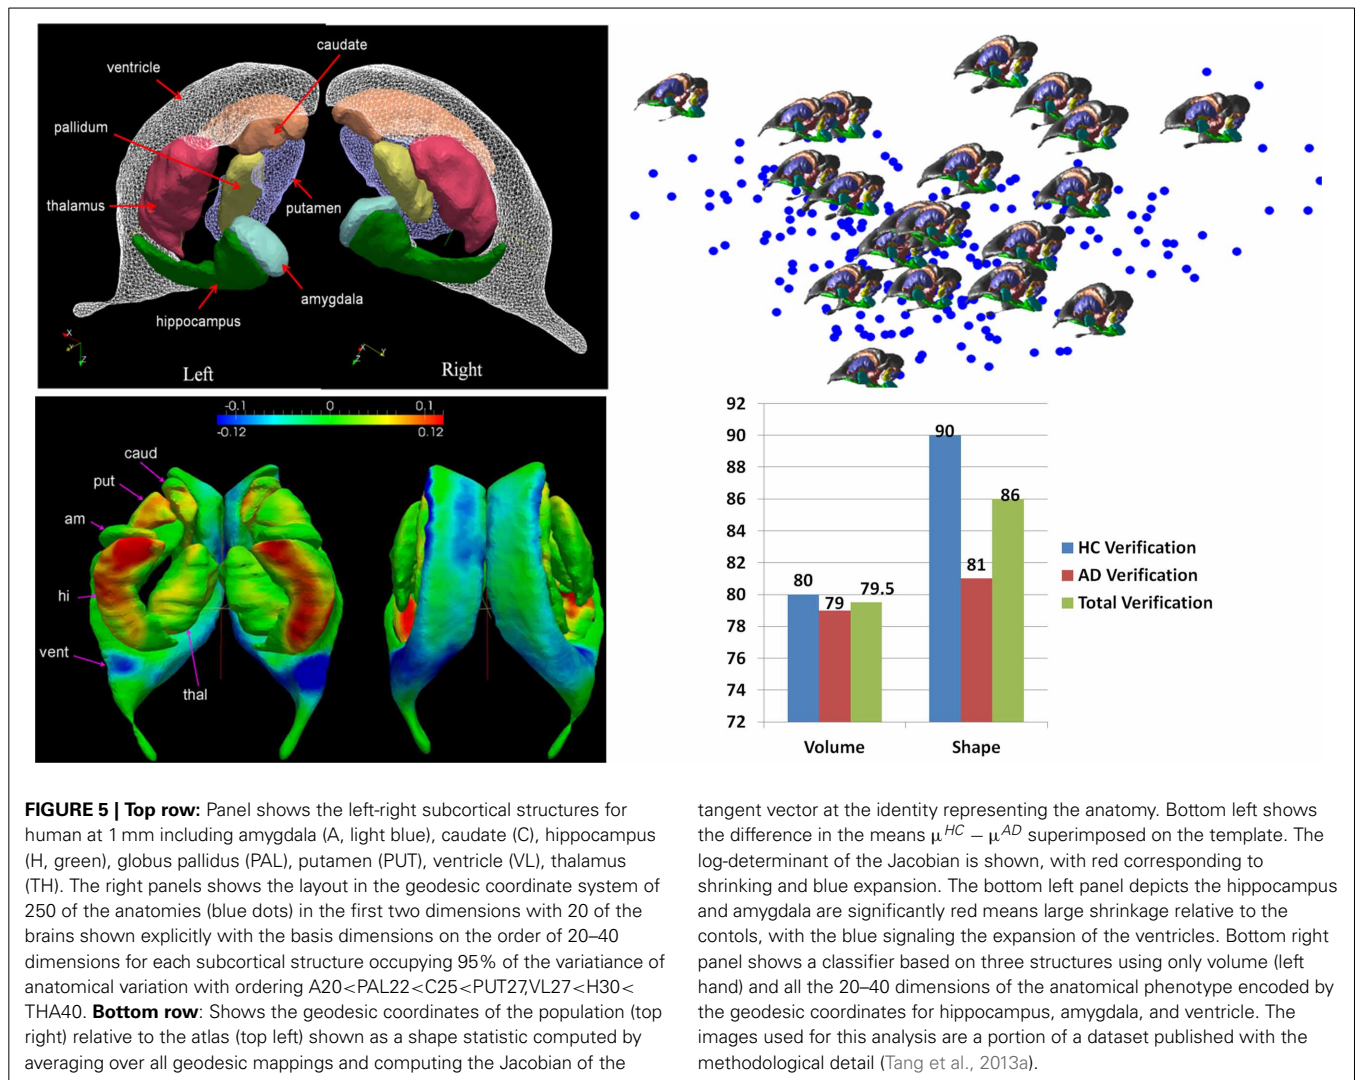 caudate
ventricle
pallidum
thalamus
putamen
amygdala
hippocampus
X
Y
Z
X
Y
Z
Left
Right
-0.1 0 0.1
-0.12 0.12
caud
put
am
hi
vent
thal
92
90
88
86
84
82
80
78
76
74
72
80
79
79.5
90
81
86
Volume
Shape
HC Verification
AD Verification
Total Verification
FIGURE 5 | Top row: Panel shows the left-right subcortical structures for
human at 1 mm including amygdala (A, light blue), caudate (C), hippocampus
(H, green), globus pallidus (PAL), putamen (PUT), ventricle (VL), thalamus
(TH). The right panels shows the layout in the geodesic coordinate system of
250 of the anatomies (blue dots) in the first two dimensions with 20 of the
brains shown explicitly with the basis dimensions on the order of 20–40
dimensions for each subcortical structure occupying 95% of the variatiance of
anatomical variation with ordering A20<PAL22<C25<PUT27,VL27<H30<
THA40. Bottom row: Shows the geodesic coordinates of the population (top
right) relative to the atlas (top left) shown as a shape statistic computed by
averaging over all geodesic mappings and computing the Jacobian of the
tangent vector at the identity representing the anatomy. Bottom left shows
the difference in the means μ^HC − μ^AD superimposed on the template. The
log-determinant of the Jacobian is shown, with red corresponding to
shrinking and blue expansion. The bottom left panel depicts the hippocampus
and amygdala are significantly red means large shrinkage relative to the
contols, with the blue signaling the expansion of the ventricles. Bottom right
panel shows a classifier based on three structures using only volume (left
hand) and all the 20–40 dimensions of the anatomical phenotype encoded by
the geodesic coordinates for hippocampus, amygdala, and ventricle. The
images used for this analysis are a portion of a dataset published with the
methodological detail (Tang et al., 2013a).